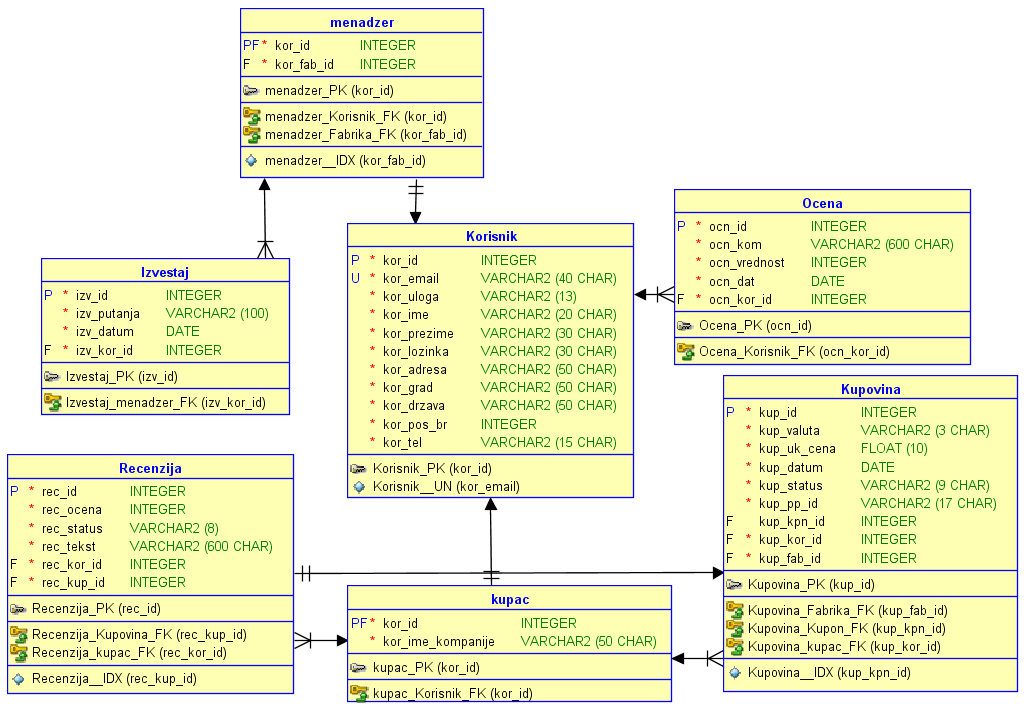 menadzer
PF * kor_id INTEGER
F * kor_fab_id INTEGER
menadzer_PK (kor_id)
menadzer_Korisnik_FK (kor_id)
menadzer_Fabrika_FK (kor_fab_id)
menadzer__IDX (kor_fab_id)
Izvestaj
P * izv_id INTEGER
* izv_putanja VARCHAR2 (100)
* izv_datum DATE
F * izv_kor_id INTEGER
Izvestaj_PK (izv_id)
Izvestaj_menadzer_FK (izv_kor_id)
Korisnik
P * kor_id INTEGER
U * kor_email VARCHAR2 (40 CHAR)
* kor_uloga VARCHAR2 (13)
* kor_ime VARCHAR2 (20 CHAR)
* kor_prezime VARCHAR2 (30 CHAR)
* kor_lozinka VARCHAR2 (30 CHAR)
* kor_adresa VARCHAR2 (50 CHAR)
* kor_grad VARCHAR2 (50 CHAR)
* kor_drzava VARCHAR2 (50 CHAR)
* kor_pos_br INTEGER
* kor_tel VARCHAR2 (15 CHAR)
Korisnik_PK (kor_id)
Korisnik__UN (kor_email)
Ocena
P * ocn_id INTEGER
* ocn_kom VARCHAR2 (600 CHAR)
* ocn_vrednost INTEGER
* ocn_dat DATE
F * ocn_kor_id INTEGER
Ocena_PK (ocn_id)
Ocena_Korisnik_FK (ocn_kor_id)
Kupovina
P * kup_id INTEGER
* kup_valuta VARCHAR2 (3 CHAR)
* kup_uk_cena FLOAT (10)
* kup_datum DATE
* kup_status VARCHAR2 (9 CHAR)
* kup_pp_id VARCHAR2 (17 CHAR)
F kup_kpn_id INTEGER
F * kup_kor_id INTEGER
F * kup_fab_id INTEGER
Kupovina_PK (kup_id)
Kupovina_Fabrika_FK (kup_fab_id)
Kupovina_Kupon_FK (kup_kpn_id)
Kupovina_kupac_FK (kup_kor_id)
Kupovina__IDX (kup_kpn_id)
Recenzija
P * rec_id INTEGER
* rec_ocena INTEGER
* rec_status VARCHAR2 (8)
* rec_tekst VARCHAR2 (600 CHAR)
F * rec_kor_id INTEGER
F * rec_kup_id INTEGER
Recenzija_PK (rec_id)
Recenzija_Kupovina_FK (rec_kup_id)
Recenzija_kupac_FK (rec_kor_id)
Recenzija__IDX (rec_kup_id)
kupac
PF * kor_id INTEGER
* kor_ime_kompanije VARCHAR2 (50 CHAR)
kupac_PK (kor_id)
kupac_Korisnik_FK (kor_id)